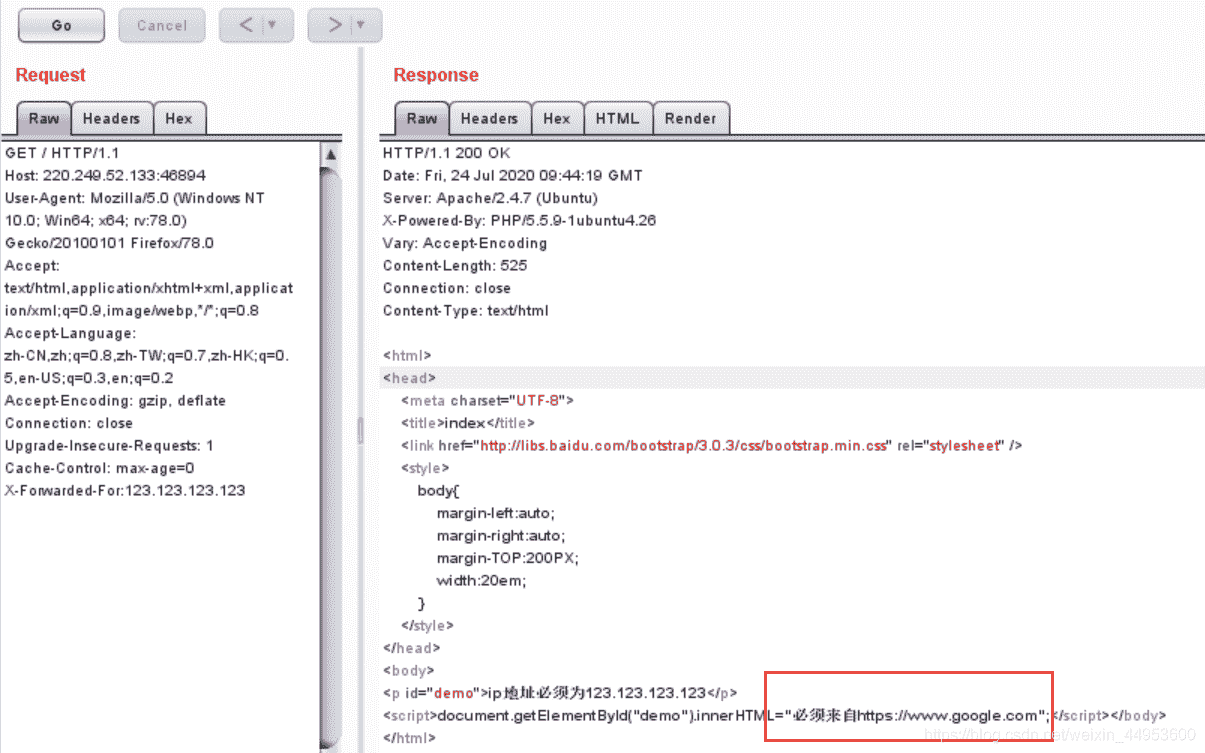 Go Cancel < ▼ > ▼
Request
Raw Headers Hex
GET / HTTP/1.1
Host: 220.249.52.133:46894
User-Agent: Mozilla/5.0 (Windows NT
10.0; Win64; x64; rv:78.0)
Gecko/20100101 Firefox/78.0
Accept:
text/html,application/xhtml+xml,applicat
ion/xml;q=0.9,image/webp,*/*;q=0.8
Accept-Language:
zh-CN,zh;q=0.8,zh-TW;q=0.7,zh-HK;q=0.
5,en-US;q=0.3,en;q=0.2
Accept-Encoding: gzip, deflate
Connection: close
Upgrade-Insecure-Requests: 1
Cache-Control: max-age=0
X-Forwarded-For:123.123.123.123
Response
Raw Headers Hex HTML Render
HTTP/1.1 200 OK
Date: Fri, 24 Jul 2020 09:44:19 GMT
Server: Apache/2.4.7 (Ubuntu)
X-Powered-By: PHP/5.5.9-1ubuntu4.26
Vary: Accept-Encoding
Content-Length: 525
Connection: close
Content-Type: text/html
<html>
<head>
<meta charset="UTF-8">
<title>index</title>
<link href="http://libs.baidu.com/bootstrap/3.0.3/css/bootstrap.min.css" rel="stylesheet" />
<style>
body{
margin-left:auto;
margin-right:auto;
margin-TOP:200PX;
width:20em;
}
</style>
</head>
<body>
<p id="demo">ip地址必须为123.123.123.123</p>
<script>document.getElementById("demo").innerHTML="必须来自https://www.google.com";</script></body>
</html>
https://blog.csdn.net/weixin_44953600